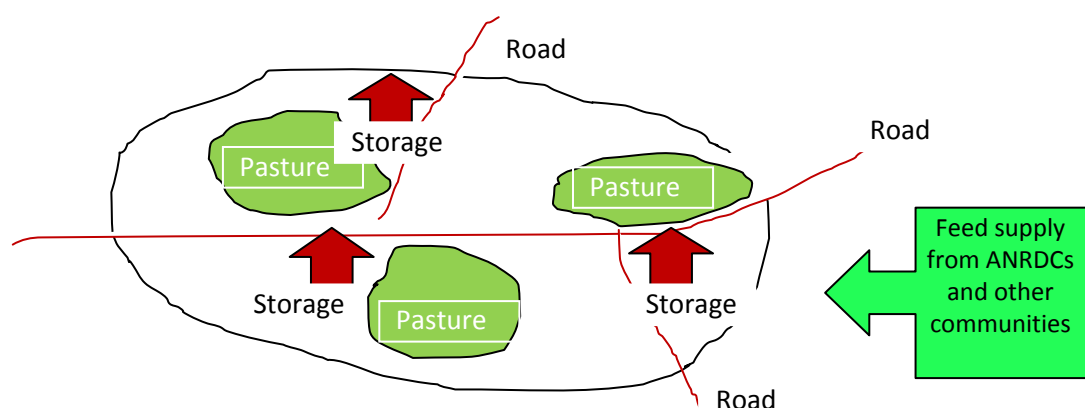 Road
Storage
Road
Pasture
Pasture
Feed supply
from ANRDCs
and other
communities
Storage
Storage
Pasture
Road